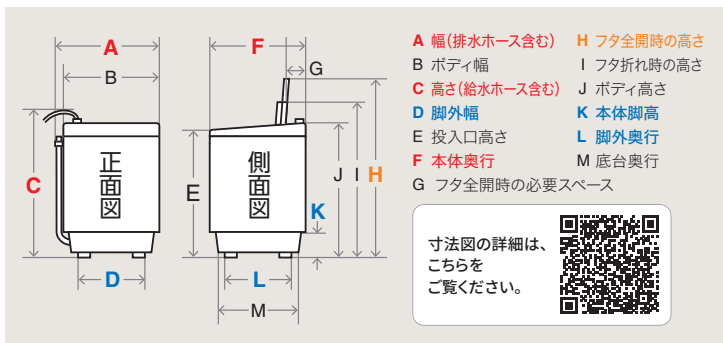 A
B
C
正面図
D
F
G
側面図
E
J
I
H
K
L
M
A 幅(排水ホース含む)
B ボディ幅
C 高さ(給水ホース含む)
D 脚外幅
E 投入口高さ
F 本体奥行
G フタ全開時の必要スペース
H フタ全開時の高さ
I フタ折れ時の高さ
J ボディ高さ
K 本体脚高
L 脚外奥行
M 底台奥行
寸法図の詳細は、
こちらを
ご覧ください。